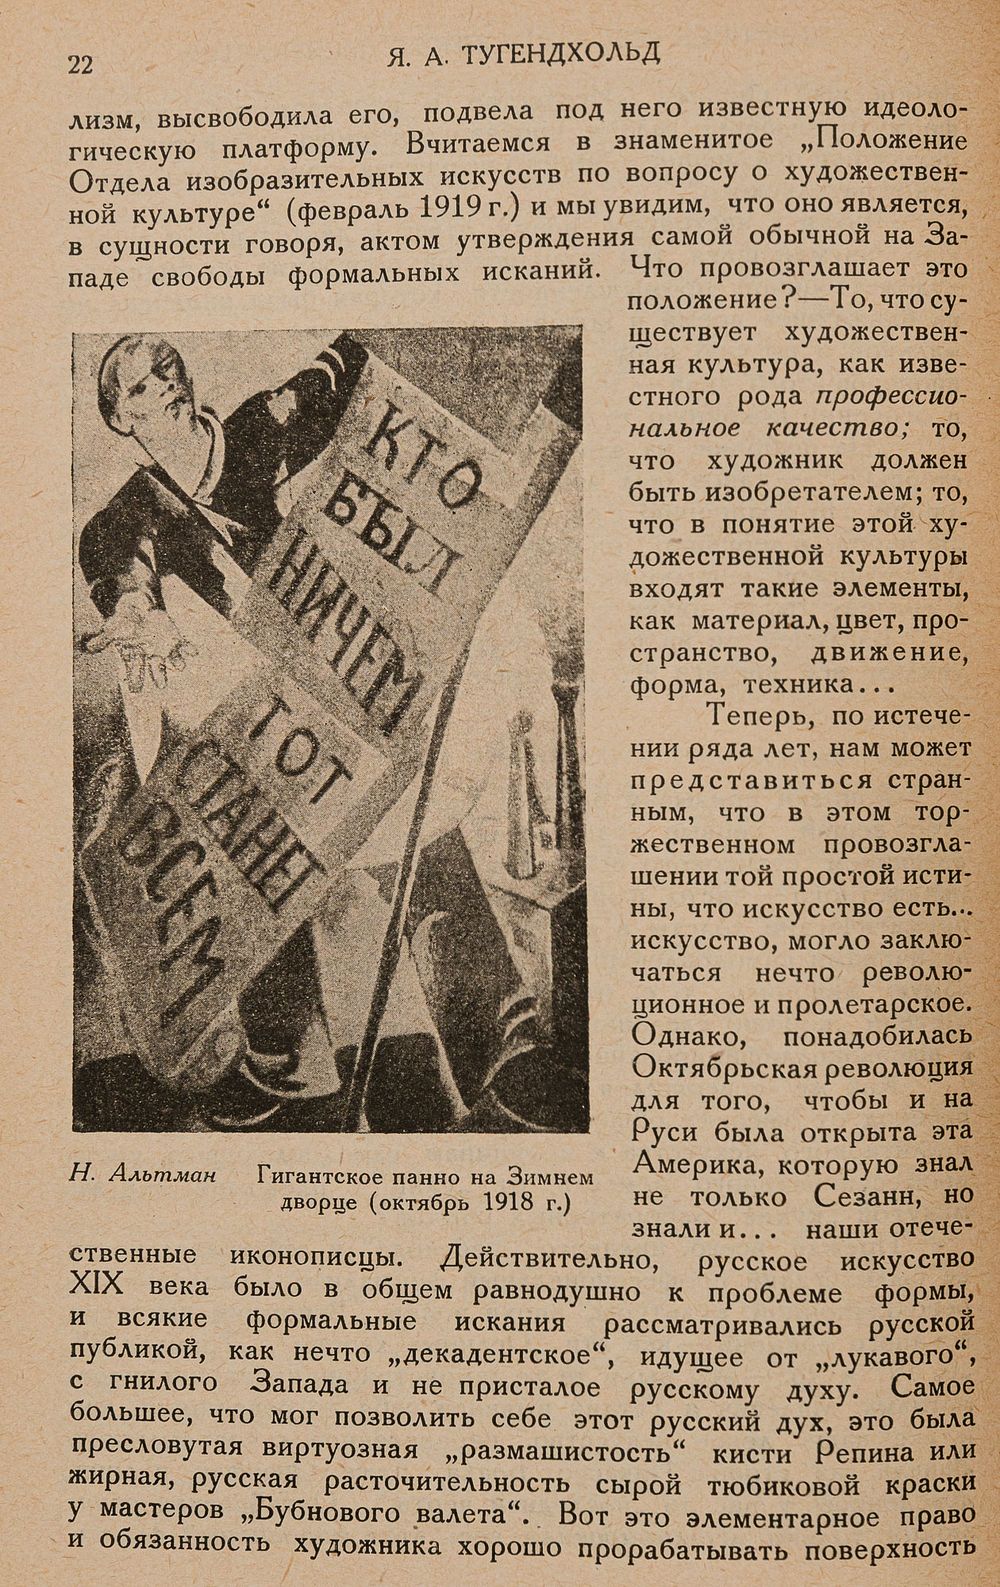 22
Я. А. ТУГЕНДХОЛЬД
лизм, высвободила его, подвела под него известную идеоло-
гическую платформу. Вчитаемся в знаменитое „Положение
Отдела изобразительных искусств по вопросу о художествен-
ной культуре“ (февраль 1919 г.) и мы увидим, что оно является,
в сущности говоря, актом утверждения самой обычной на За-
паде свободы формальных исканий. Что провозглашает это
положение?—То, что су-
ществует художествен-
ная культура, как изве-
стного рода профессио-
нальное качество; то,
что художник должен
быть изобретателем; то,
что в понятие этой ху-
дожественной культуры
входят такие элементы,
как материал, цвет, про-
странство, движение,
форма, техника...
Теперь, по истече-
нии ряда лет, нам может
представиться стран-
ным, что в этом тор-
жественном провозгла-
шении той простой исти-
ны, что искусство есть...
искусство, могло заклю-
чаться нечто револю-
ционное и пролетарское.
Однако, понадобилась
Октябрьская революция
для того, чтобы и на
Руси была открыта эта
Америка, которую знал
не только Сезанн, но
знали и... наши отече-
КТО
БЫЛ
НИЧЕМ
ТОТ
СТАНЕТ
ВСЕМ
Н. Альтман Гигантское панно на Зимнем
дворце (октябрь 1918 г.)
ственные иконописцы. Действительно, русское искусство
XIX века было в общем равнодушно к проблеме формы,
и всякие формальные искания рассматривались русской
публикой, как нечто „декадентское“, идущее от „лукавого“,
с гнилого Запада и не присталое русскому духу. Самое
большее, что мог позволить себе этот русский дух, это была
пресловутая виртуозная „размашистость“ кисти Репина или
жирная, русская расточительность сырой тюбиковой краски
у мастеров „Бубнового валета“. Вот это элементарное право
и обязанность художника хорошо прорабатывать поверхность